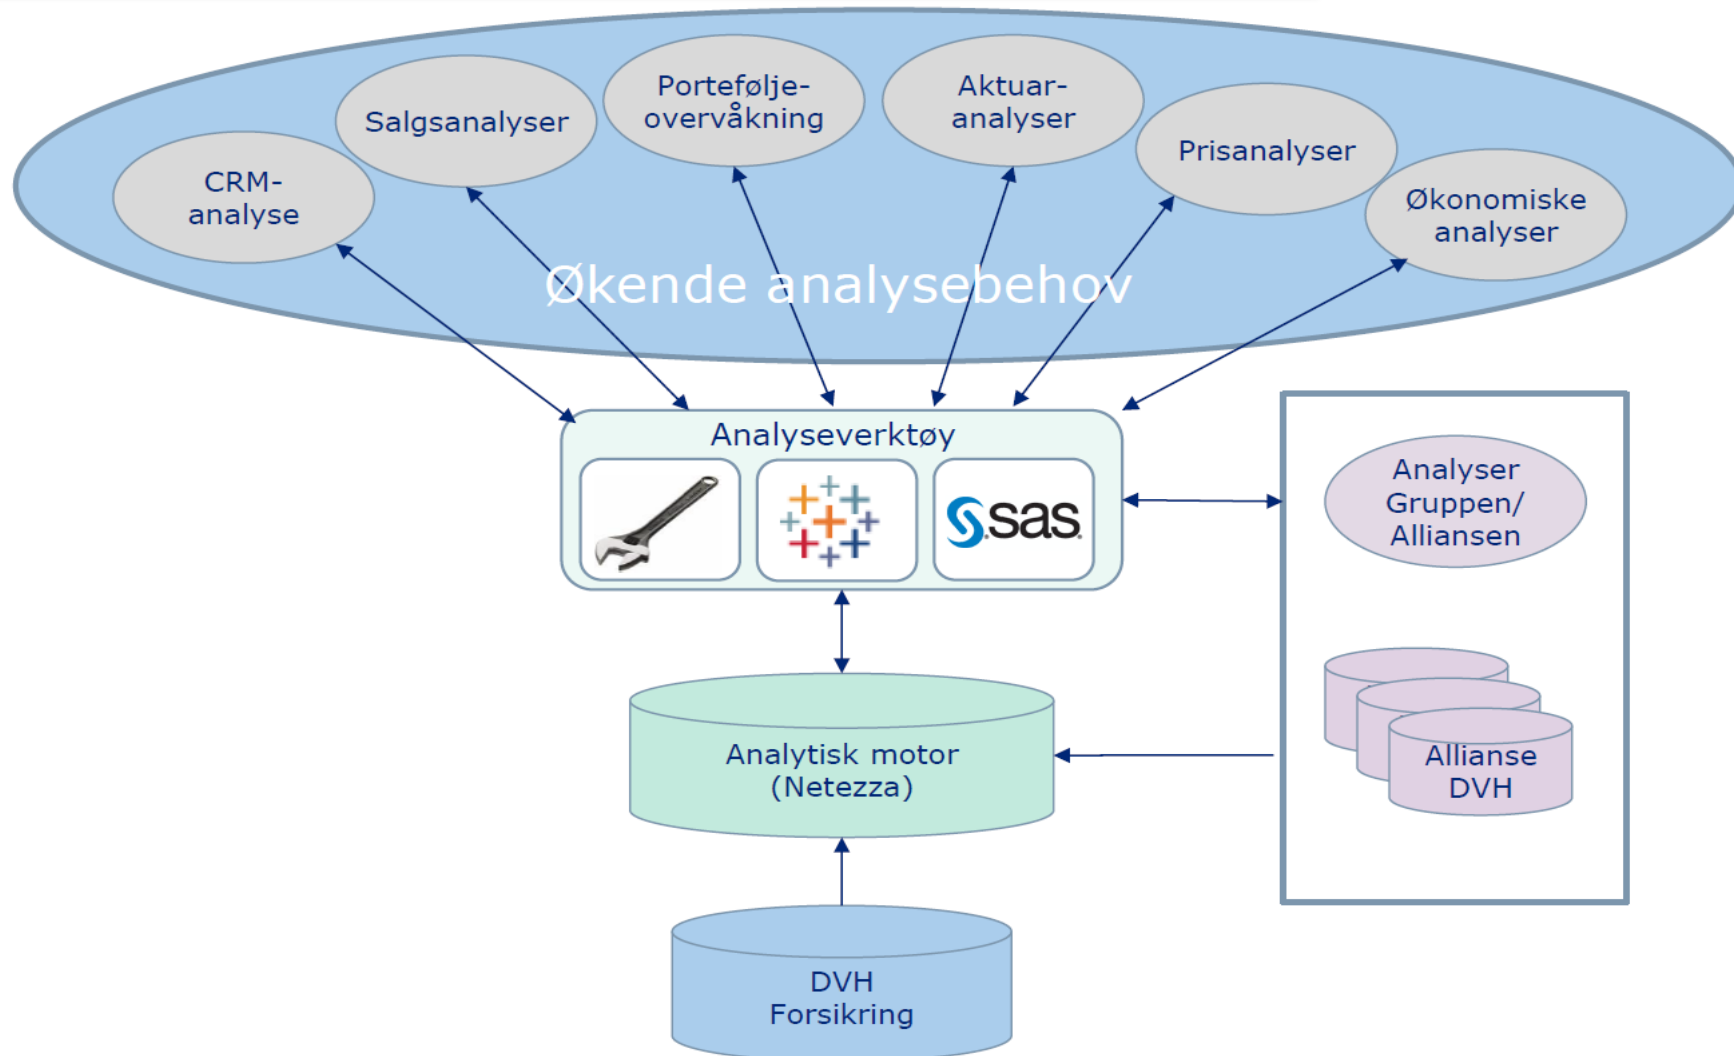 CRM-
analyse
Salgsanalyser
Portefølje-
overvåkning
Aktuar-
analyser
Prisanalyser
Økonomiske
analyser
Økende analysebehov
Analyseverktøy
sas
Analyser
Gruppen/
Alliansen
Analytisk motor
(Netezza)
Allianse
DVH
DVH
Forsikring